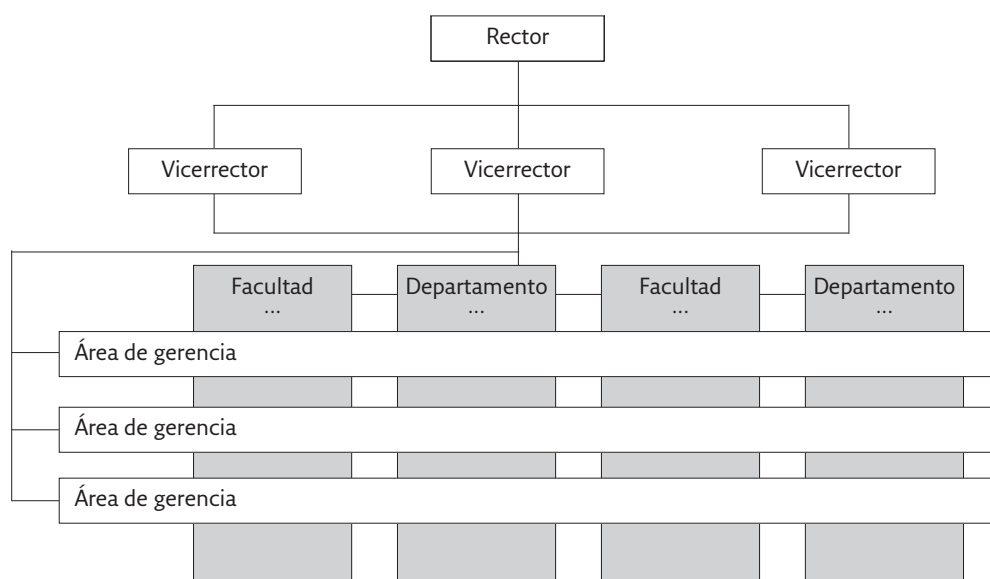 Rector
Vicerrector
Vicerrector
Vicerrector
Facultad
...
Departamento
...
Facultad
...
Departamento
...
Área de gerencia
Área de gerencia
Área de gerencia